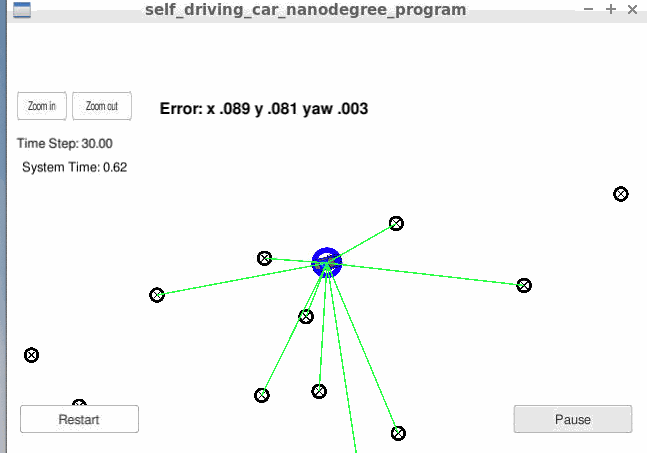 self_driving_car_nanodegree_program
Zoom in
Zoom out
Error: x .089 y .081 yaw .003
Time Step: 30.00
System Time: 0.62
Restart
Pause